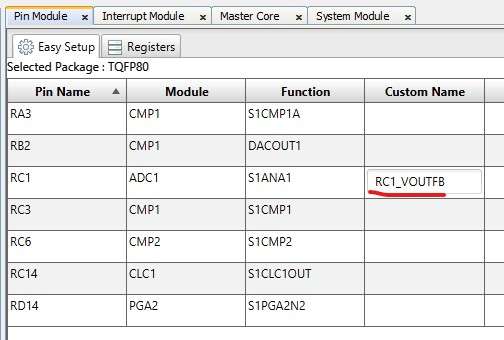 Pin Module x Interrupt Module x Master Core x System Module x
Easy Setup Registers
Selected Package : TQFP80
Pin Name Module Function Custom Name
RA3 CMP1 S1CMP1A
RB2 CMP1 DACOUT1
RC1 ADC1 S1ANA1 RC1_VOUTFB
RC3 CMP1 S1CMP1
RC6 CMP2 S1CMP2
RC14 CLC1 S1CLC1OUT
RD14 PGA2 S1PGA2N2